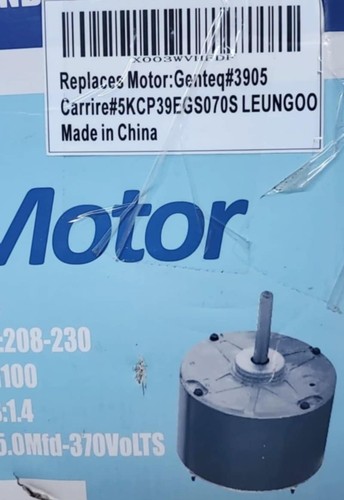 Replaces Motor:Genteq#3905
Carrire#5KCP39EGS070S LEUNGOO
Made in China
Motor
:208-230
100
:1.4
5.0Mfd-370VoLTS